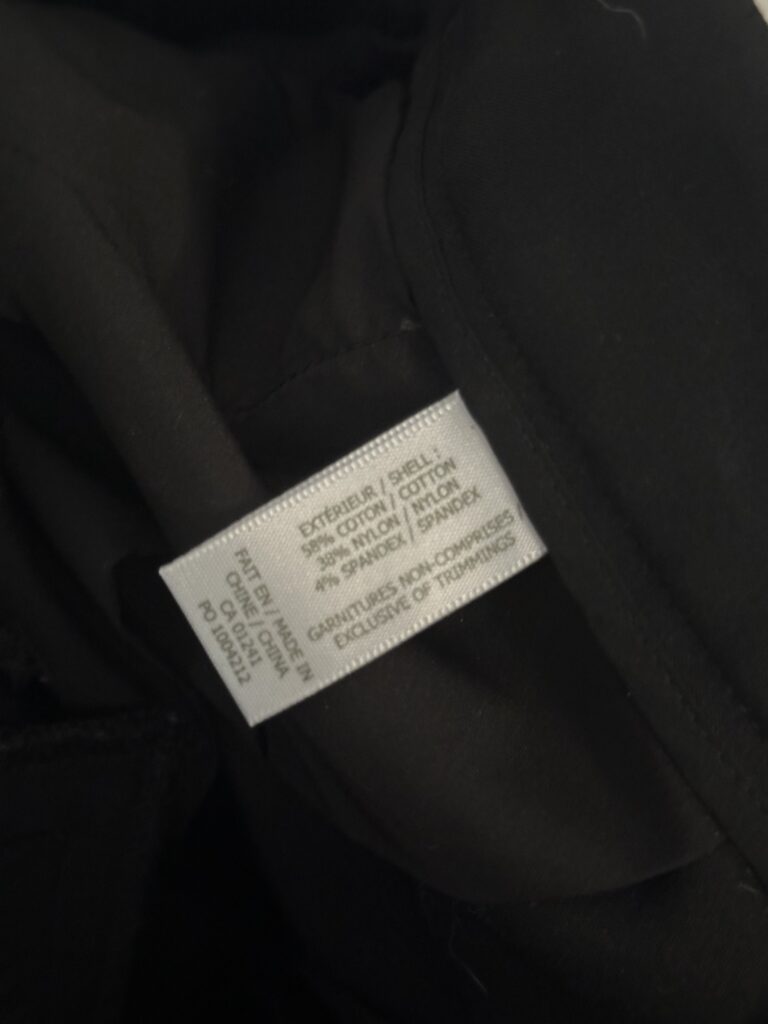 EXTÉRIEUR / SHELL :
58% COTON / COTTON
38% NYLON / NYLON
4% SPANDEX / SPANDEX
GARNITURES NON-COMPRISES
EXCLUSIVE OF TRIMMINGS
FAIT EN / MADE IN
CHINE / CHINA
CA 01241
PO 1004212